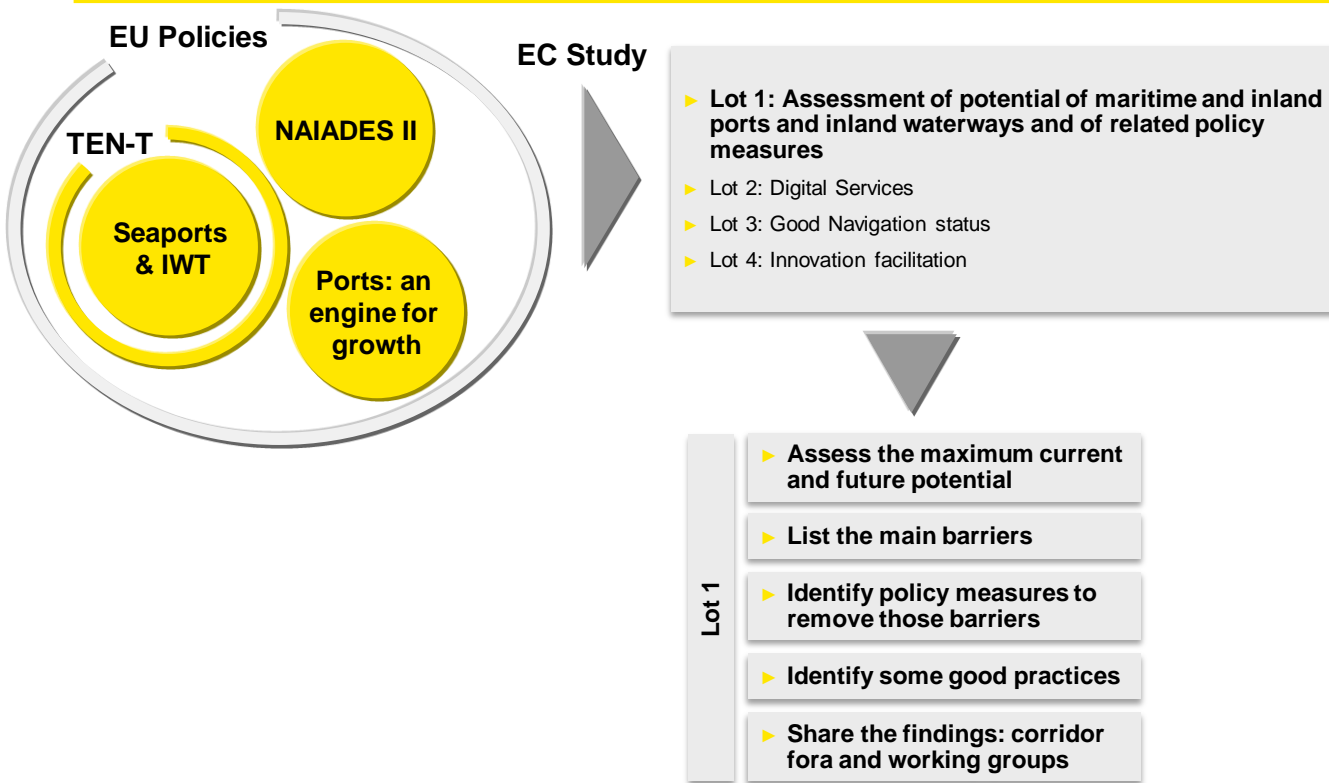 EU Policies
TEN-T
Seaports
& IWT
NAIADES II
Ports: an
engine for
growth
EC Study
► Lot 1: Assessment of potential of maritime and inland
ports and inland waterways and of related policy
measures
► Lot 2: Digital Services
► Lot 3: Good Navigation status
► Lot 4: Innovation facilitation
Lot 1
► Assess the maximum current
and future potential
► List the main barriers
► Identify policy measures to
remove those barriers
► Identify some good practices
► Share the findings: corridor
fora and working groups